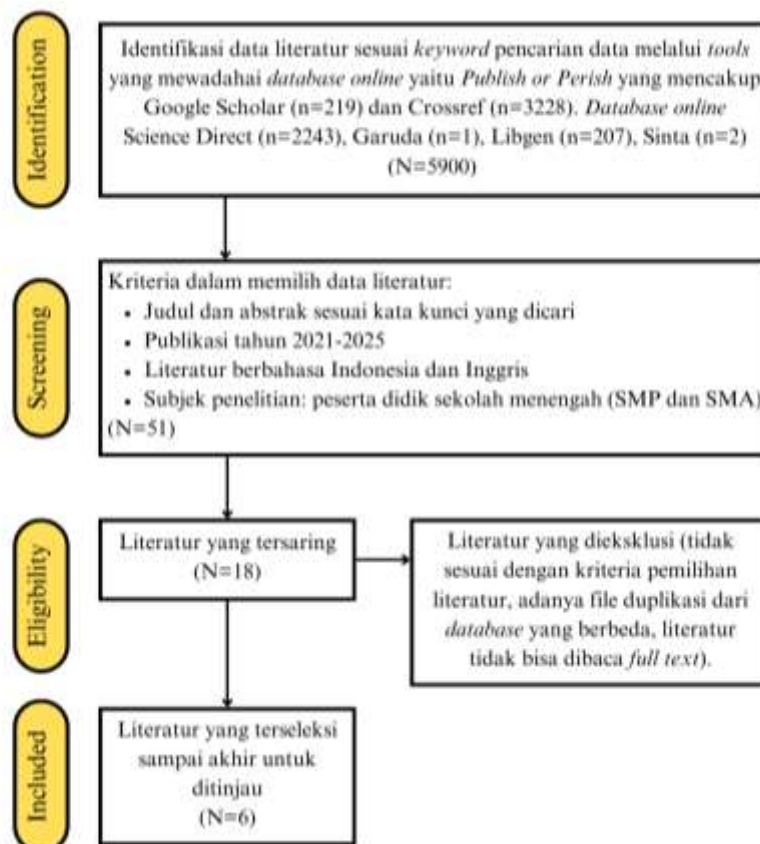 Identification
Identifikasi data literatur sesuai keyword pencarian data melalui tools
yang mewadahai database online yaitu Publish or Perish yang mencakup
Google Scholar (n=219) dan Crossref (n=3228). Database online
Science Direct (n=2243), Garuda (n=1), Libgen (n=207), Sinta (n=2)
(N=5900)
Screening
Kriteria dalam memilih data literatur:
• Judul dan abstrak sesuai kata kunci yang dicari
• Publikasi tahun 2021-2025
• Literatur berbahasa Indonesia dan Inggris
• Subjek penelitian: peserta didik sekolah menengah (SMP dan SMA)
(N=51)
Eligibility
Literatur yang tersaring
(N=18)
Literatur yang dieksklusi (tidak
sesuai dengan kriteria pemilihan
literatur, adanya file duplikasi dari
database yang berbeda, literatur
tidak bisa dibaca full text).
Included
Literatur yang terseleksi
sampai akhir untuk
ditinjau
(N=6)